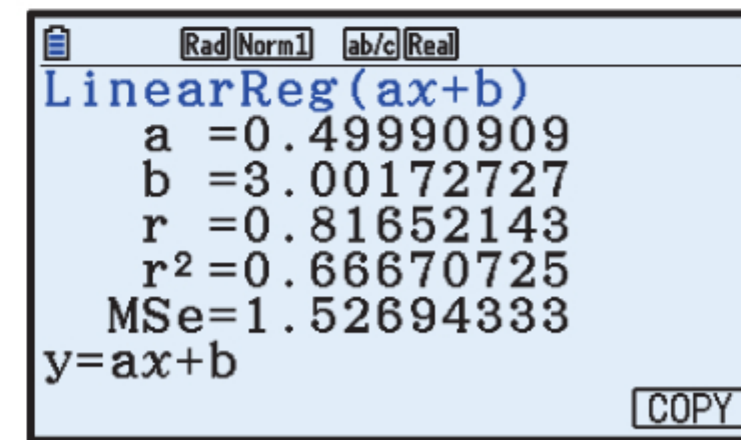 Rad Norm1 ab/c Real
LinearReg(ax+b)
a =0.49990909
b =3.00172727
r =0.81652143
r²=0.66670725
MSe=1.52694333
y=ax+b
COPY